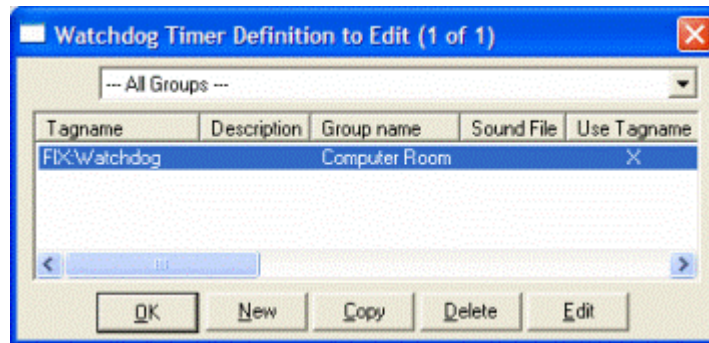 Watchdog Timer Definition to Edit (1 of 1)
--- All Groups ---
Tagname Description Group name Sound File Use Tagname
FIX:Watchdog Computer Room X
OK New Copy Delete Edit